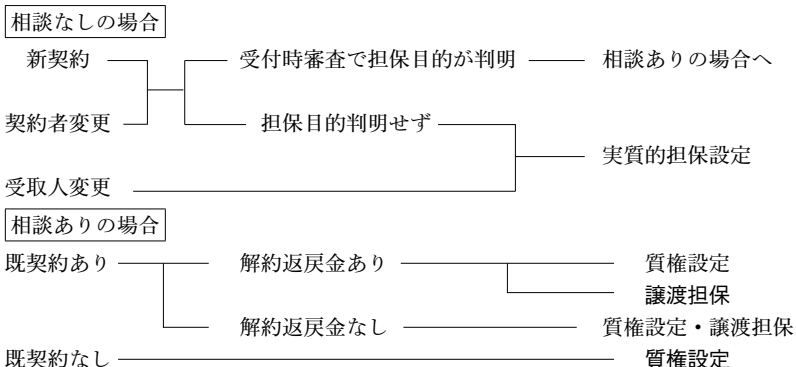 相談なしの場合
新契約 受付時審査で担保目的が判明 相談ありの場合へ
契約者変更 担保目的判明せず
実質的担保設定
受取人変更
相談ありの場合
既契約あり 解約返戻金あり 質権設定
譲渡担保
解約返戻金なし 質権設定・譲渡担保
既契約なし 質権設定